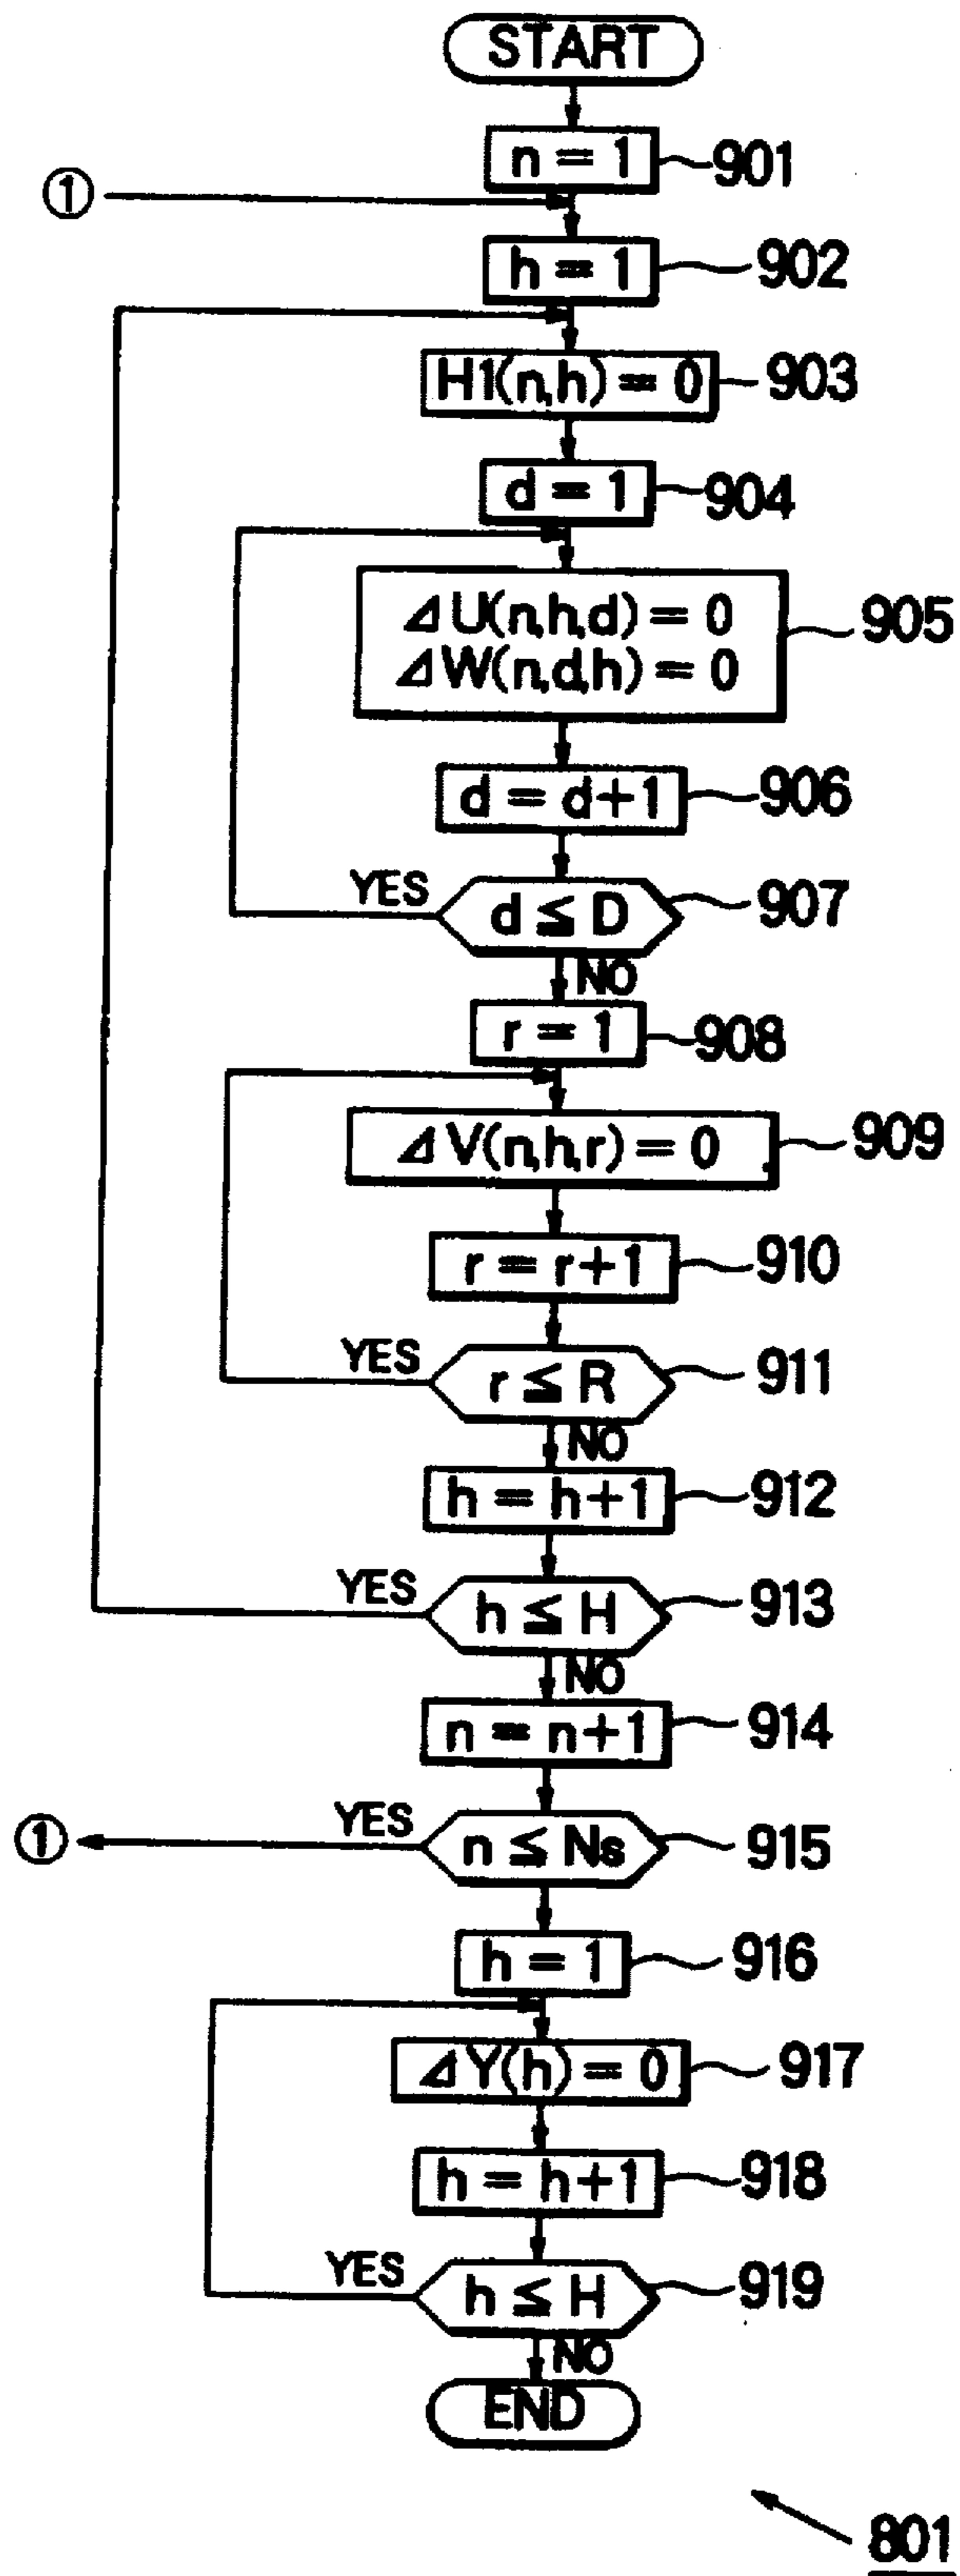 START
n = 1 901
①
h = 1 902
H1(n,h) = 0 903
d = 1 904
⊿U(n,h,d) = 0
⊿W(n,d,h) = 0
905
d = d+1 906
YES
d ≦ D 907
NO
r = 1 908
⊿V(n,h,r) = 0 909
r = r+1 910
YES
r ≦ R 911
NO
h = h+1 912
YES
h ≦ H 913
NO
n = n+1 914
① YES
n ≦ Ns 915
h = 1 916
⊿Y(h) = 0 917
h = h+1 918
YES
h ≦ H 919
NO
END
801